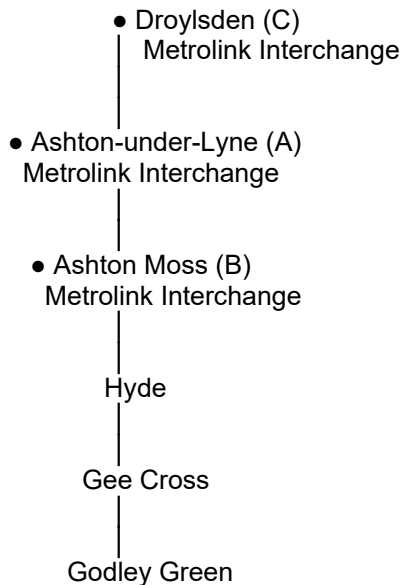 ● Droylsden (C)
Metrolink Interchange
● Ashton-under-Lyne (A)
Metrolink Interchange
● Ashton Moss (B)
Metrolink Interchange
Hyde
Gee Cross
Godley Green